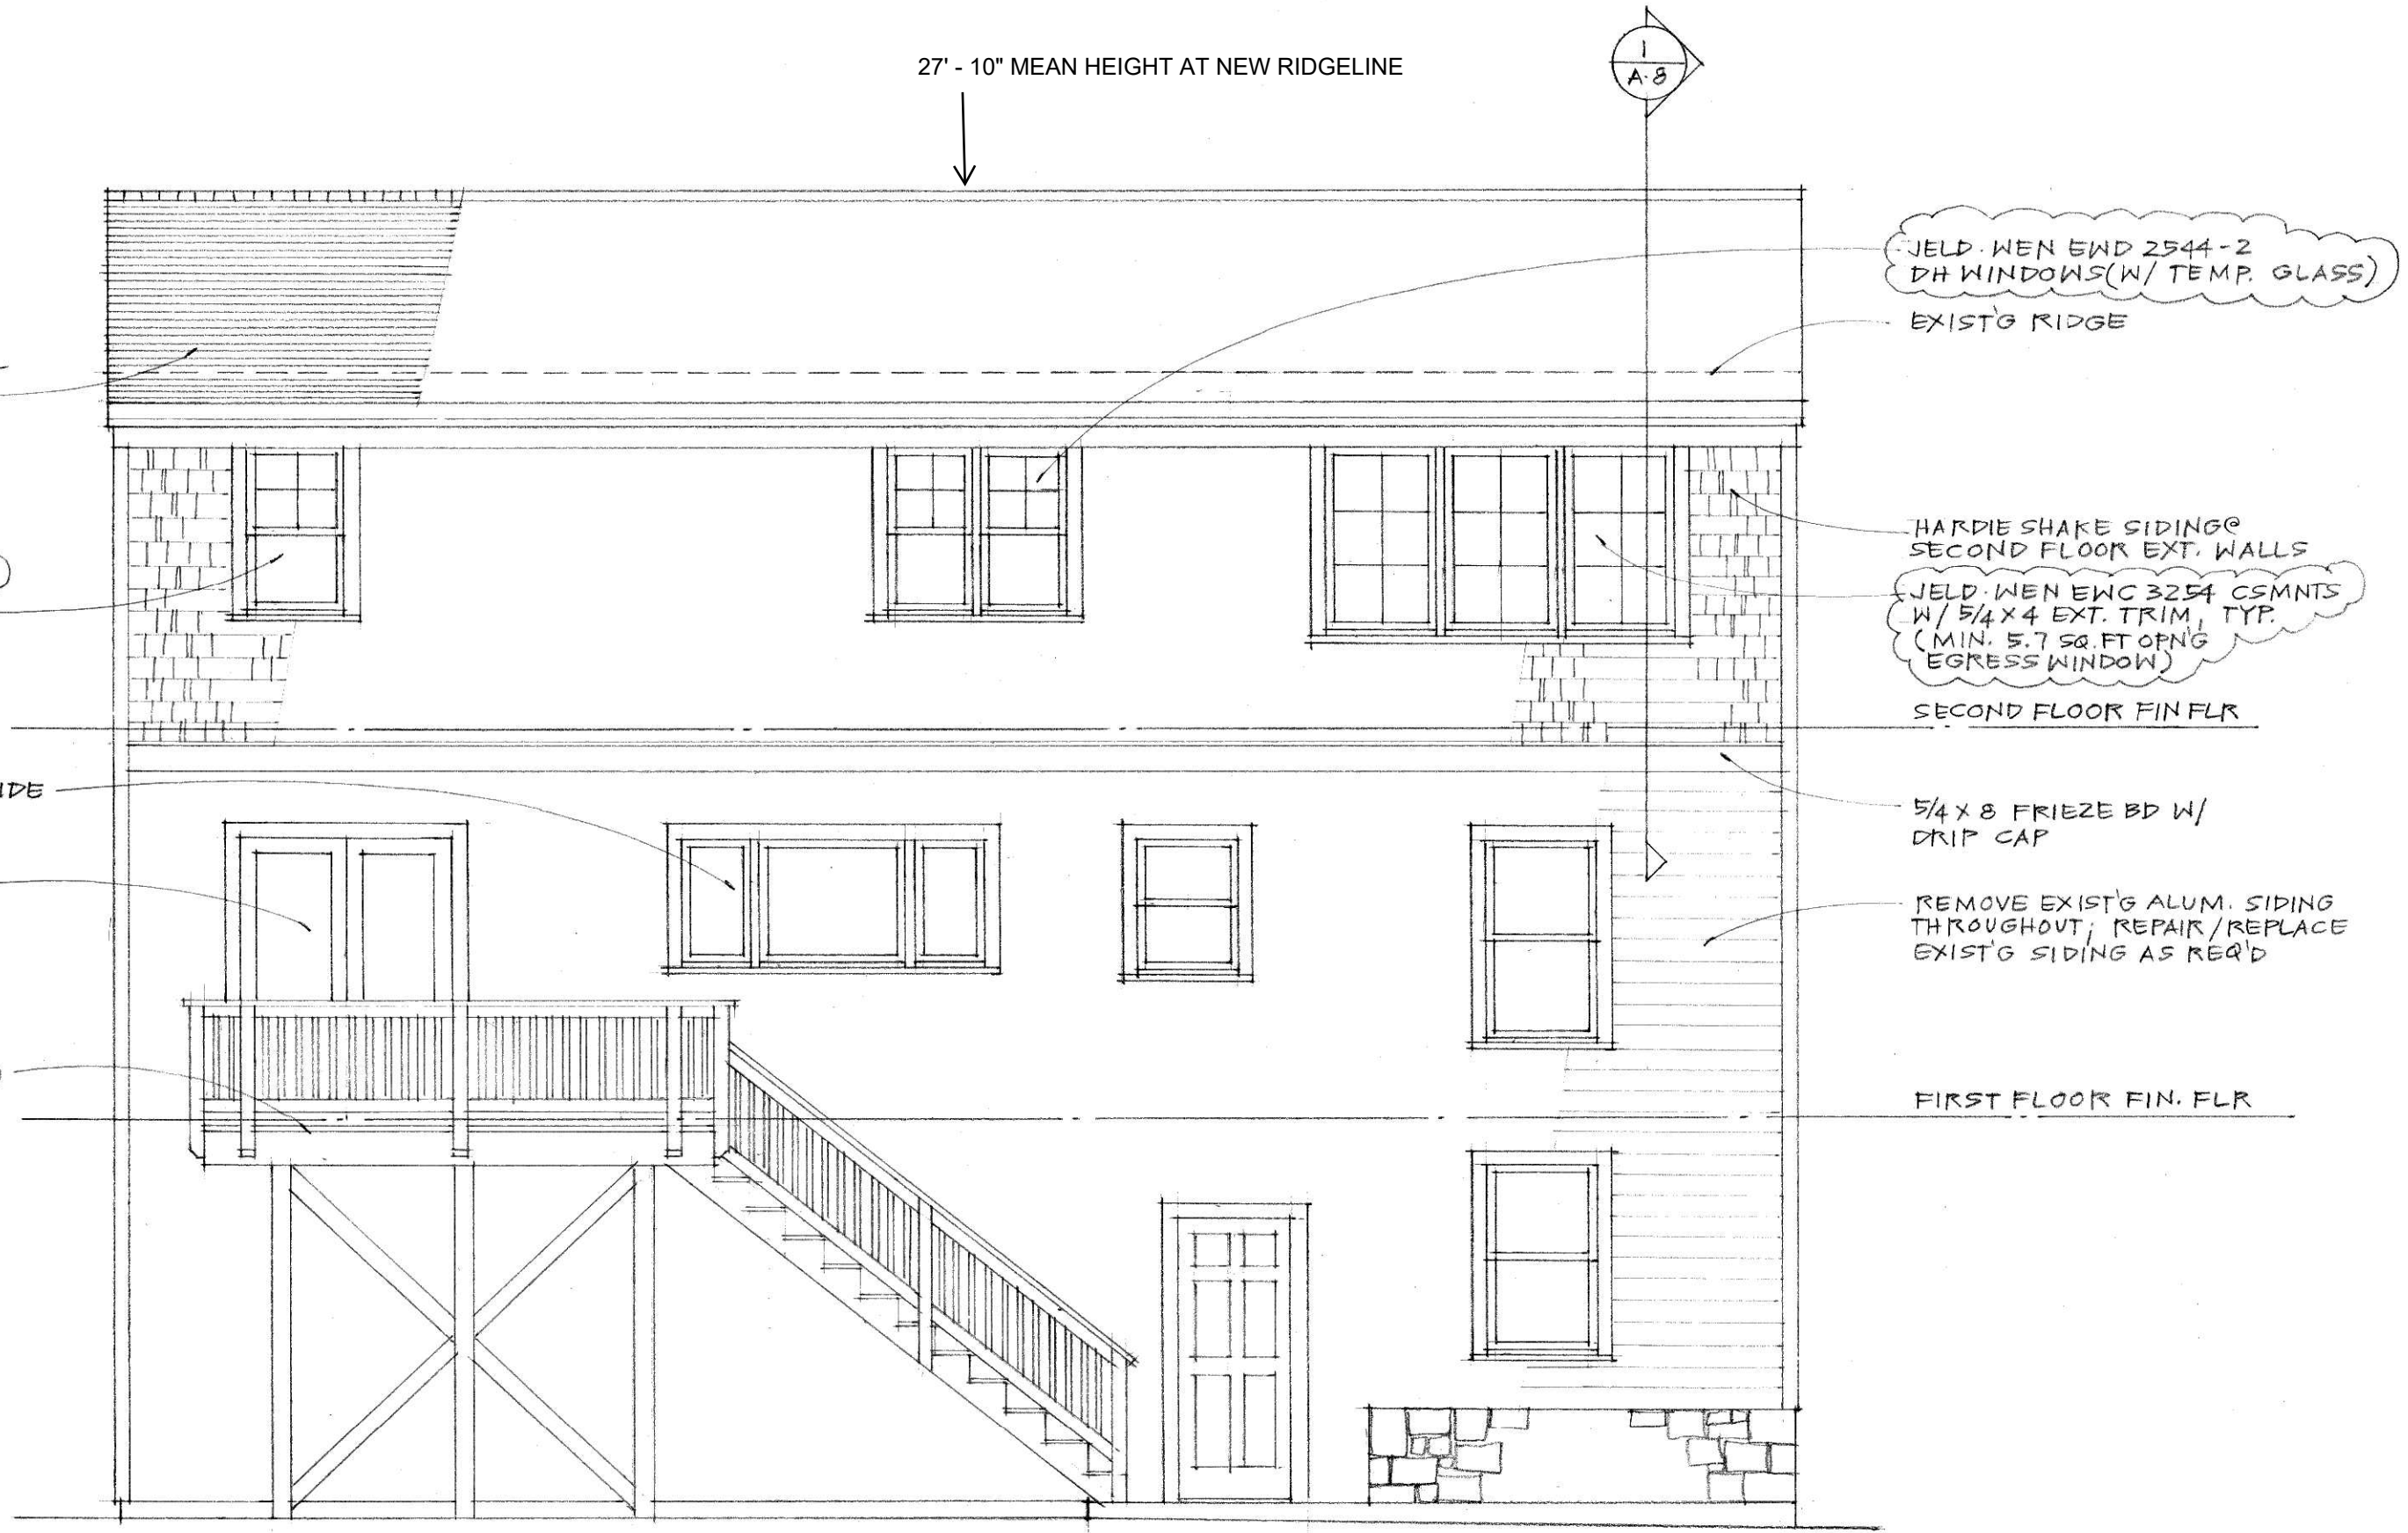 27' - 10" MEAN HEIGHT AT NEW RIDGELINE
1
A·8
JELD·WEN EWD 2544-2
DH WINDOWS (W/ TEMP. GLASS)
EXIST'G RIDGE
HARDIE SHAKE SIDING@
SECOND FLOOR EXT. WALLS
JELD·WEN EWC 3254 CSMNTS
W/ 5/4 X 4 EXT. TRIM, TYP.
(MIN. 5.7 SQ.FT OPN'G
EGRESS WINDOW)
SECOND FLOOR FIN FLR
IDE
5/4 X 8 FRIEZE BD W/
DRIP CAP
REMOVE EXIST'G ALUM. SIDING
THROUGHOUT; REPAIR/REPLACE
EXIST'G SIDING AS REQ'D
FIRST FLOOR FIN. FLR